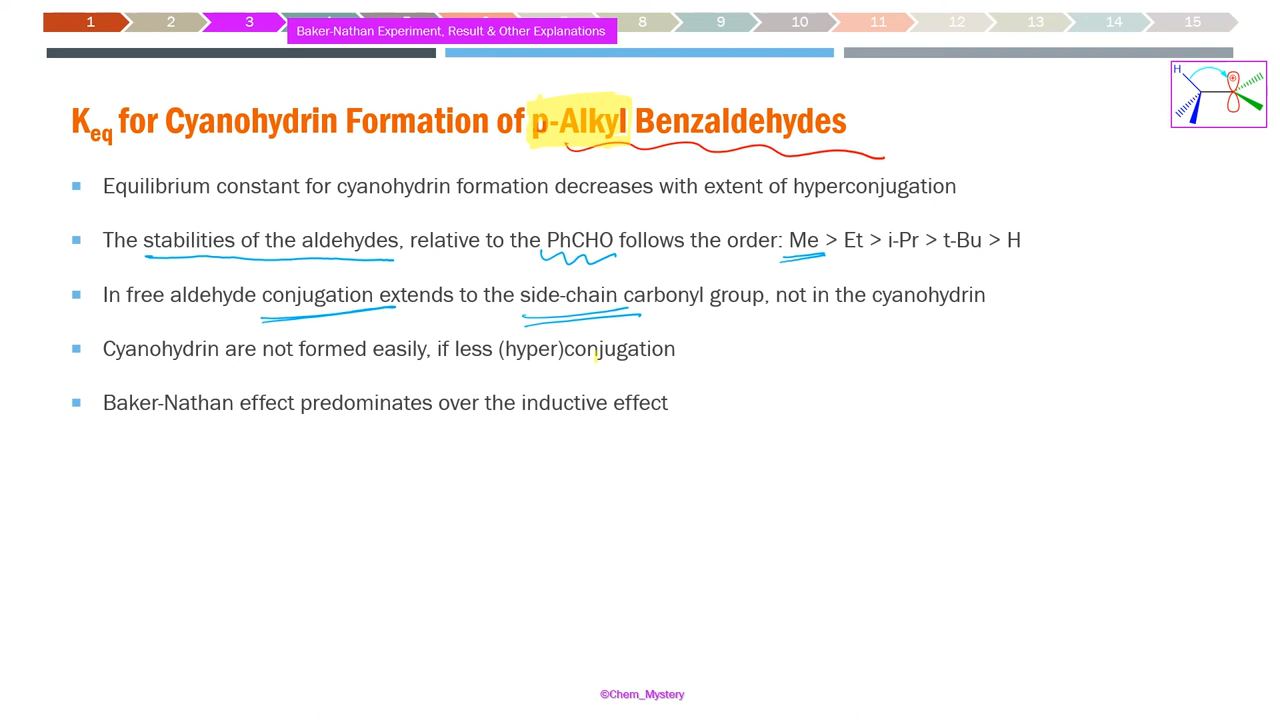 1 2 3 8 9 10 11 12 13 14 15
Baker-Nathan Experiment, Result & Other Explanations
H
Keq for Cyanohydrin Formation of p-Alkyl Benzaldehydes
Equilibrium constant for cyanohydrin formation decreases with extent of hyperconjugation
The stabilities of the aldehydes, relative to the PhCHO follows the order: Me > Et > i-Pr > t-Bu > H
In free aldehyde conjugation extends to the side-chain carbonyl group, not in the cyanohydrin
Cyanohydrin are not formed easily, if less (hyper)conjugation
Baker-Nathan effect predominates over the inductive effect
©Chem_Mystery